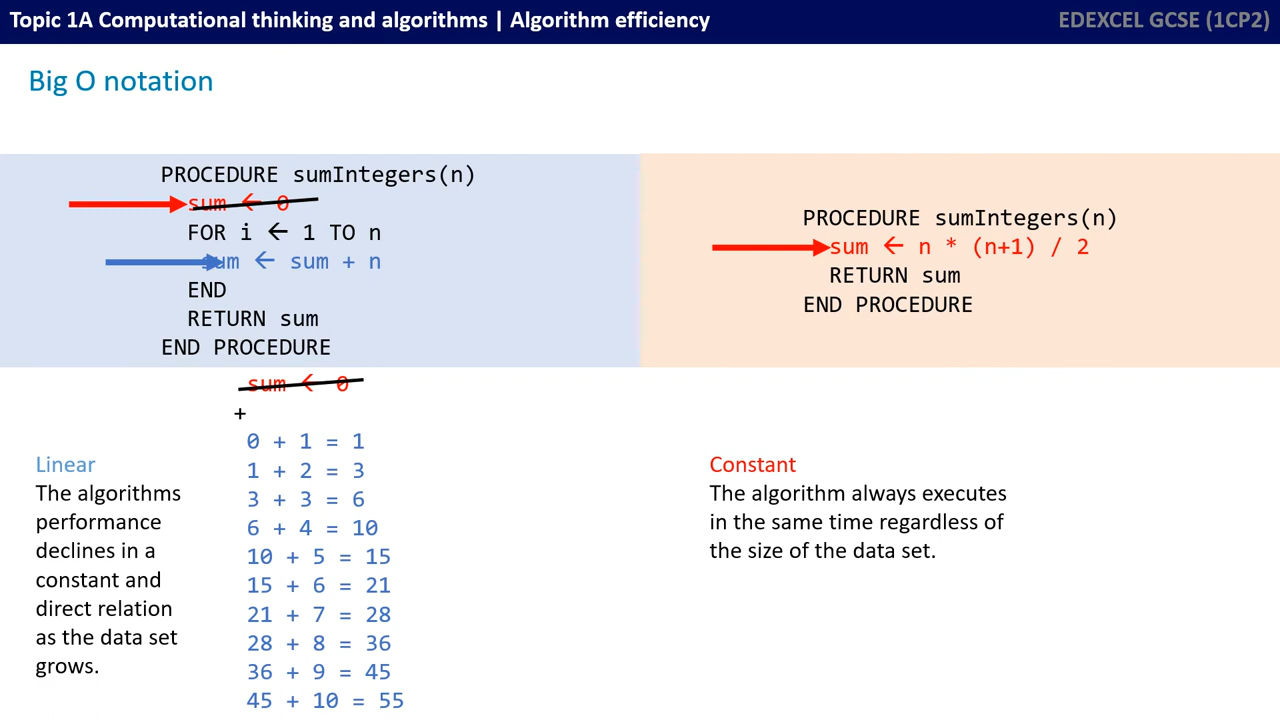 Topic 1A Computational thinking and algorithms | Algorithm efficiency
EDEXCEL GCSE (1CP2)
Big O notation
PROCEDURE sumIntegers(n)
sum ← 0
FOR i ← 1 TO n
sum ← sum + n
END
RETURN sum
END PROCEDURE
sum ← 0
+
0 + 1 = 1
1 + 2 = 3
3 + 3 = 6
6 + 4 = 10
10 + 5 = 15
15 + 6 = 21
21 + 7 = 28
28 + 8 = 36
36 + 9 = 45
45 + 10 = 55
Linear
The algorithms
performance
declines in a
constant and
direct relation
as the data set
grows.
PROCEDURE sumIntegers(n)
sum ← n * (n+1) / 2
RETURN sum
END PROCEDURE
Constant
The algorithm always executes
in the same time regardless of
the size of the data set.